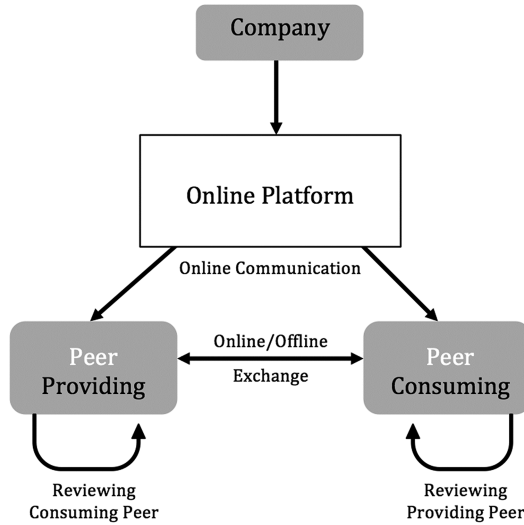 Company
Online Platform
Online Communication
Peer
Providing
Online/Offline
Exchange
Peer
Consuming
Reviewing
Consuming Peer
Reviewing
Providing Peer